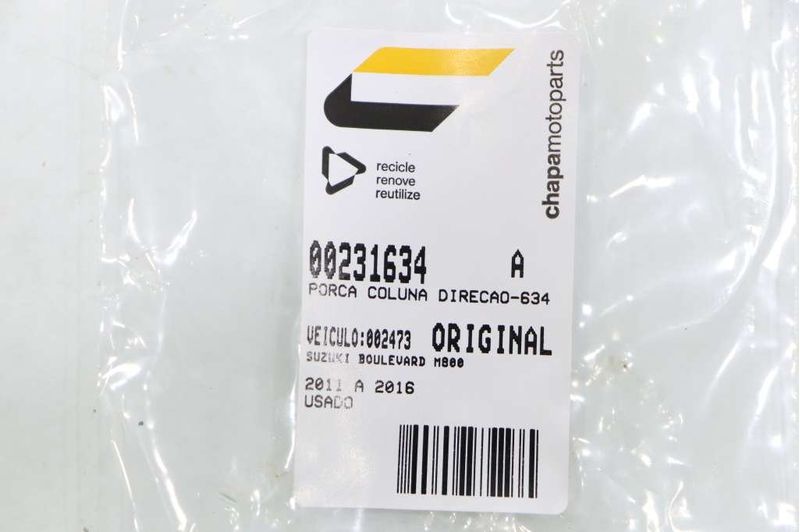 chapamotoparts
recicle
renove
reutilize
00231634 A
PORCA COLUNA DIRECAO-634
VEICULO:002473 ORIGINAL
SUZUKI BOULEVARD M800
2011 A 2016
USADO